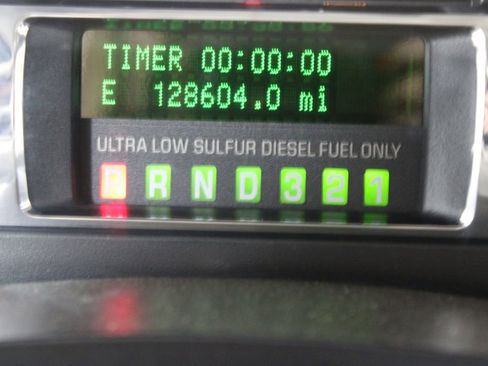 TIMER 00:00:00
E 128604.0 mi
ULTRA LOW SULFUR DIESEL FUEL ONLY
P R N D 3 2 1